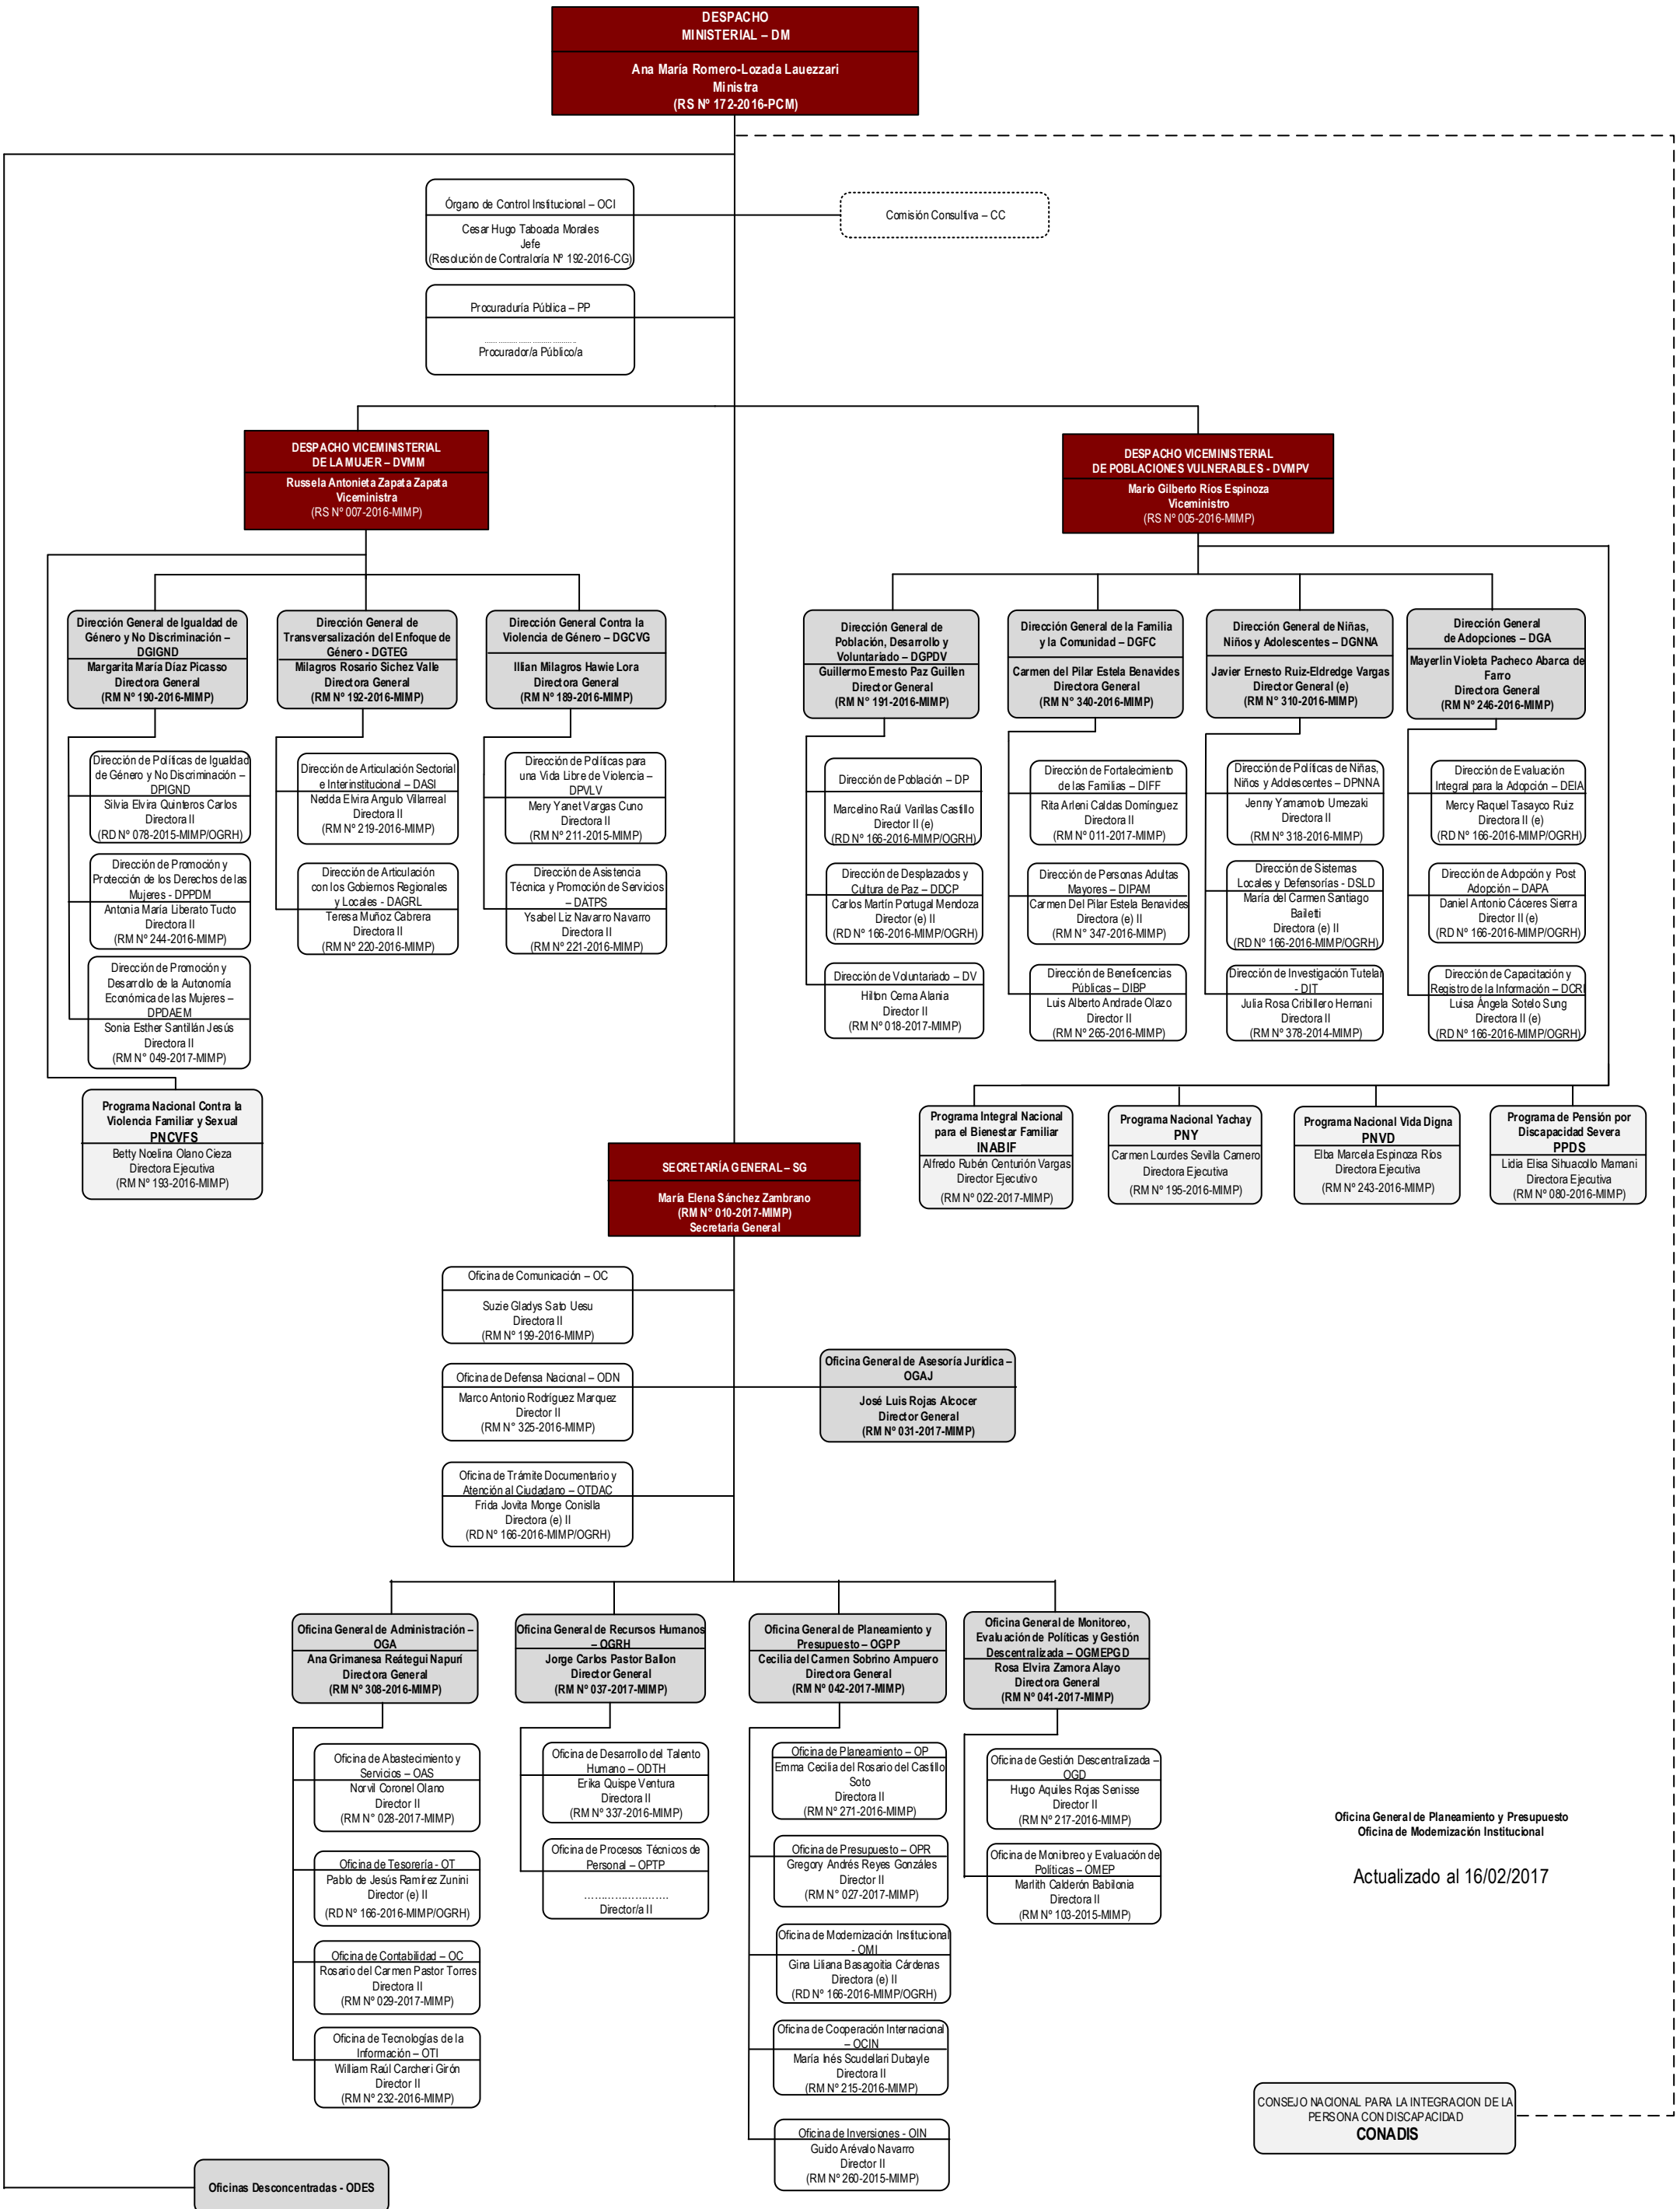 DESPACHO
MINISTERIAL – DM
Ana María Romero-Lozada Lauezzari
Ministra
(RS Nº 172-2016-PCM)
Órgano de Control Institucional – OCI
Cesar Hugo Taboada Morales
Jefe
(Resolución de Contraloría Nº 192-2016-CG)
Comisión Consultiva – CC
Procuraduría Pública – PP
....................................
Procurador/a Público/a
DESPACHO VICEMINISTERIAL
DE LA MUJER – DVMM
Russela Antonieta Zapata Zapata
Viceministra
(RS Nº 007-2016-MIMP)
DESPACHO VICEMINISTERIAL
DE POBLACIONES VULNERABLES - DVMPV
Mario Gilberto Ríos Espinoza
Viceministro
(RS Nº 005-2016-MIMP)
Dirección General de Igualdad de
Género y No Discriminación –
DGIGND
Margarita María Díaz Picasso
Directora General
(RM Nº 190-2016-MIMP)
Dirección General de
Transversalización del Enfoque de
Género - DGTEG
Milagros Rosario Sichez Valle
Directora General
(RM Nº 192-2016-MIMP)
Dirección General Contra la
Violencia de Género – DGCVG
Illian Milagros Hawie Lora
Directora General
(RM Nº 189-2016-MIMP)
Dirección General de
Población, Desarrollo y
Voluntariado – DGPDV
Guillermo Ernesto Paz Guillen
Director General
(RM Nº 191-2016-MIMP)
Dirección General de la Familia
y la Comunidad – DGFC
Carmen del Pilar Estela Benavides
Directora General
(RM Nº 340-2016-MIMP)
Dirección General de Niñas,
Niños y Adolescentes – DGNNA
Javier Ernesto Ruiz-Eldredge Vargas
Director General (e)
(RM Nº 310-2016-MIMP)
Dirección General
de Adopciones – DGA
Mayerlin Violeta Pacheco Abarca de
Farro
Directora General
(RM Nº 246-2016-MIMP)
Dirección de Políticas de Igualdad
de Género y No Discriminación –
DPIGND
Silvia Elvira Quinteros Carlos
Directora II
(RD Nº 078-2015-MIMP/OGRH)
Dirección de Articulación Sectorial
e Interinstitucional – DASI
Nedda Elvira Angulo Villarreal
Directora II
(RM Nº 219-2016-MIMP)
Dirección de Políticas para
una Vida Libre de Violencia –
DPVLV
Mery Yanet Vargas Cuno
Directora II
(RM Nº 211-2015-MIMP)
Dirección de Población – DP
Marcelino Raúl Varillas Castillo
Director II (e)
(RD Nº 166-2016-MIMP/OGRH)
Dirección de Fortalecimiento
de las Familias – DIFF
Rita Arleni Caldas Domínguez
Directora II
(RM Nº 011-2017-MIMP)
Dirección de Políticas de Niñas,
Niños y Adolescentes – DPNNA
Jenny Yamamoto Umezaki
Directora II
(RM Nº 318-2016-MIMP)
Dirección de Evaluación
Integral para la Adopción – DEIA
Mercy Raquel Tasayco Ruiz
Directora II (e)
(RD Nº 166-2016-MIMP/OGRH)
Dirección de Promoción y
Protección de los Derechos de las
Mujeres - DPPDM
Antonia María Liberato Tucto
Directora II
(RM Nº 244-2016-MIMP)
Dirección de Articulación
con los Gobiernos Regionales
y Locales - DAGRL
Teresa Muñoz Cabrera
Directora II
(RM Nº 220-2016-MIMP)
Dirección de Asistencia
Técnica y Promoción de Servicios
– DATPS
Ysabel Liz Navarro Navarro
Directora II
(RM Nº 221-2016-MIMP)
Dirección de Desplazados y
Cultura de Paz – DDCP
Carlos Martín Portugal Mendoza
Director (e) II
(RD Nº 166-2016-MIMP/OGRH)
Dirección de Personas Adultas
Mayores – DIPAM
Carmen Del Pilar Estela Benavides
Directora (e) II
(RM Nº 347-2016-MIMP)
Dirección de Sistemas
Locales y Defensorías - DSLD
María del Carmen Santiago
Bailetti
Directora (e) II
(RD Nº 166-2016-MIMP/OGRH)
Dirección de Adopción y Post
Adopción – DAPA
Daniel Antonio Cáceres Sierra
Director II (e)
(RD Nº 166-2016-MIMP/OGRH)
Dirección de Promoción y
Desarrollo de la Autonomía
Económica de las Mujeres –
DPDAEM
Sonia Esther Santillán Jesús
Directora II
(RM N° 049-2017-MIMP)
Dirección de Voluntariado – DV
Hilton Cerna Alania
Director II
(RM Nº 018-2017-MIMP)
Dirección de Beneficencias
Públicas – DIBP
Luis Alberto Andrade Olazo
Director II
(RM Nº 265-2016-MIMP)
Dirección de Investigación Tutelar
- DIT
Julia Rosa Cribillero Hernani
Directora II
(RM Nº 378-2014-MIMP)
Dirección de Capacitación y
Registro de la Información – DCRI
Luisa Ángela Sotelo Sung
Directora II (e)
(RD Nº 166-2016-MIMP/OGRH)
Programa Nacional Contra la
Violencia Familiar y Sexual
PNCVFS
Betty Noelina Olano Cieza
Directora Ejecutiva
(RM Nº 193-2016-MIMP)
Programa Integral Nacional
para el Bienestar Familiar
INABIF
Alfredo Rubén Centurión Vargas
Director Ejecutivo
(RM Nº 022-2017-MIMP)
Programa Nacional Yachay
PNY
Carmen Lourdes Sevilla Carnero
Directora Ejecutiva
(RM Nº 195-2016-MIMP)
Programa Nacional Vida Digna
PNVD
Elba Marcela Espinoza Ríos
Directora Ejecutiva
(RM Nº 243-2016-MIMP)
Programa de Pensión por
Discapacidad Severa
PPDS
Lidia Elisa Sihuacollo Mamani
Directora Ejecutiva
(RM Nº 080-2016-MIMP)
SECRETARÍA GENERAL – SG
María Elena Sánchez Zambrano
(RM N° 010-2017-MIMP)
Secretaria General
Oficina de Comunicación – OC
Suzie Gladys Sato Uesu
Directora II
(RM Nº 199-2016-MIMP)
Oficina de Defensa Nacional – ODN
Marco Antonio Rodríguez Marquez
Director II
(RM N° 325-2016-MIMP)
Oficina General de Asesoría Jurídica –
OGAJ
José Luis Rojas Alcocer
Director General
(RM Nº 031-2017-MIMP)
Oficina de Trámite Documentario y
Atención al Ciudadano – OTDAC
Frida Jovita Monge Conislla
Directora (e) II
(RD Nº 166-2016-MIMP/OGRH)
Oficina General de Administración –
OGA
Ana Grimanesa Reátegui Napurí
Directora General
(RM Nº 308-2016-MIMP)
Oficina General de Recursos Humanos
– OGRH
Jorge Carlos Pastor Ballon
Director General
(RM Nº 037-2017-MIMP)
Oficina General de Planeamiento y
Presupuesto – OGPP
Cecilia del Carmen Sobrino Ampuero
Directora General
(RM Nº 042-2017-MIMP)
Oficina General de Monitoreo,
Evaluación de Políticas y Gestión
Descentralizada – OGMEPGD
Rosa Elvira Zamora Alayo
Directora General
(RM Nº 041-2017-MIMP)
Oficina de Abastecimiento y
Servicios – OAS
Norvil Coronel Olano
Director II
(RM N° 028-2017-MIMP)
Oficina de Desarrollo del Talento
Humano – ODTH
Erika Quispe Ventura
Directora II
(RM Nº 337-2016-MIMP)
Oficina de Planeamiento – OP
Emma Cecilia del Rosario del Castillo
Soto
Directora II
(RM Nº 271-2016-MIMP)
Oficina de Gestión Descentralizada –
OGD
Hugo Aquiles Rojas Senisse
Director II
(RM Nº 217-2016-MIMP)
Oficina de Tesorería - OT
Pablo de Jesús Ramírez Zunini
Director (e) II
(RD Nº 166-2016-MIMP/OGRH)
Oficina de Procesos Técnicos de
Personal – OPTP
........................
Director/a II
Oficina de Presupuesto – OPR
Gregory Andrés Reyes Gonzáles
Director II
(RM Nº 027-2017-MIMP)
Oficina de Monitoreo y Evaluación de
Políticas – OMEP
Marlith Calderón Babilonia
Directora II
(RM Nº 103-2015-MIMP)
Oficina General de Planeamiento y Presupuesto
Oficina de Modernización Institucional
Actualizado al 16/02/2017
Oficina de Contabilidad – OC
Rosario del Carmen Pastor Torres
Directora II
(RM Nº 029-2017-MIMP)
Oficina de Modernización Institucional
- OMI
Gina Liliana Basagoitia Cárdenas
Directora (e) II
(RD Nº 166-2016-MIMP/OGRH)
Oficina de Tecnologías de la
Información – OTI
William Raúl Carcheri Girón
Director II
(RM Nº 232-2016-MIMP)
Oficina de Cooperación Internacional
– OCIN
María Inés Scudellari Dubayle
Directora II
(RM Nº 215-2016-MIMP)
Oficina de Inversiones - OIN
Guido Arévalo Navarro
Director II
(RM Nº 260-2015-MIMP)
CONSEJO NACIONAL PARA LA INTEGRACION DE LA
PERSONA CON DISCAPACIDAD
CONADIS
Oficinas Desconcentradas - ODES